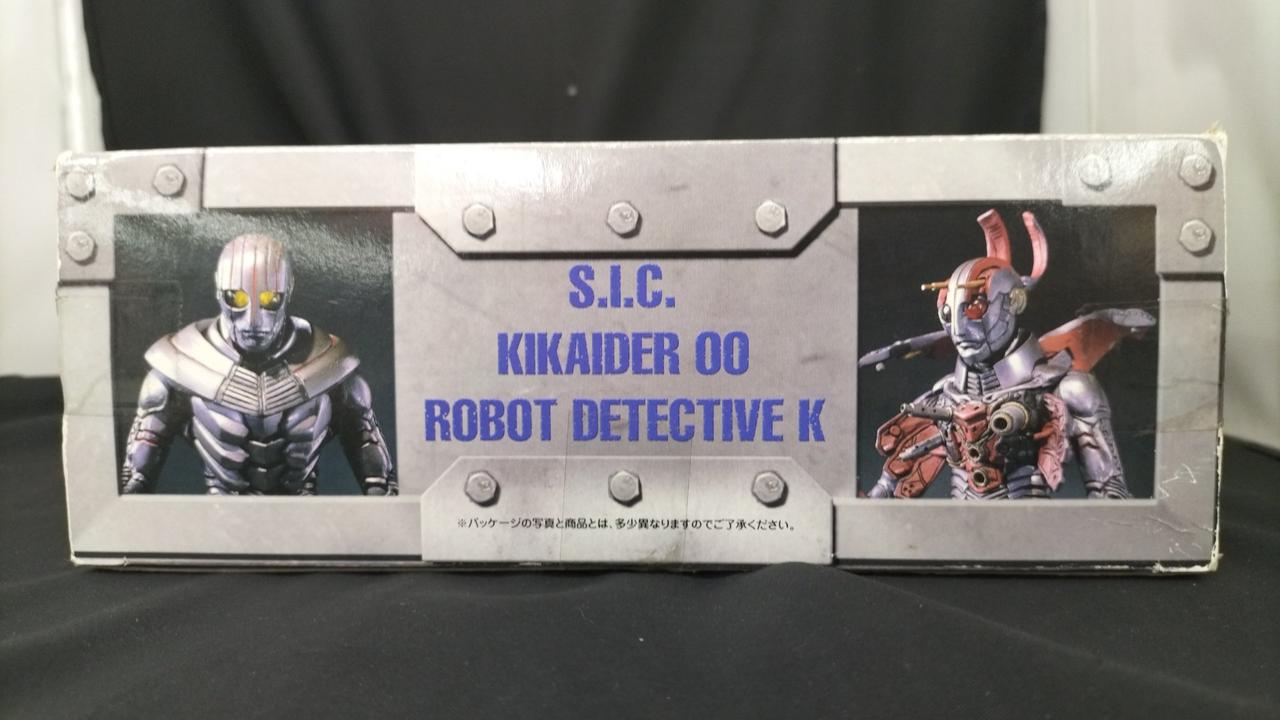 S.I.C.
KIKAIDER 00
ROBOT DETECTIVE K
※パッケージの写真と商品とは、多少異なりますのでご了承ください。